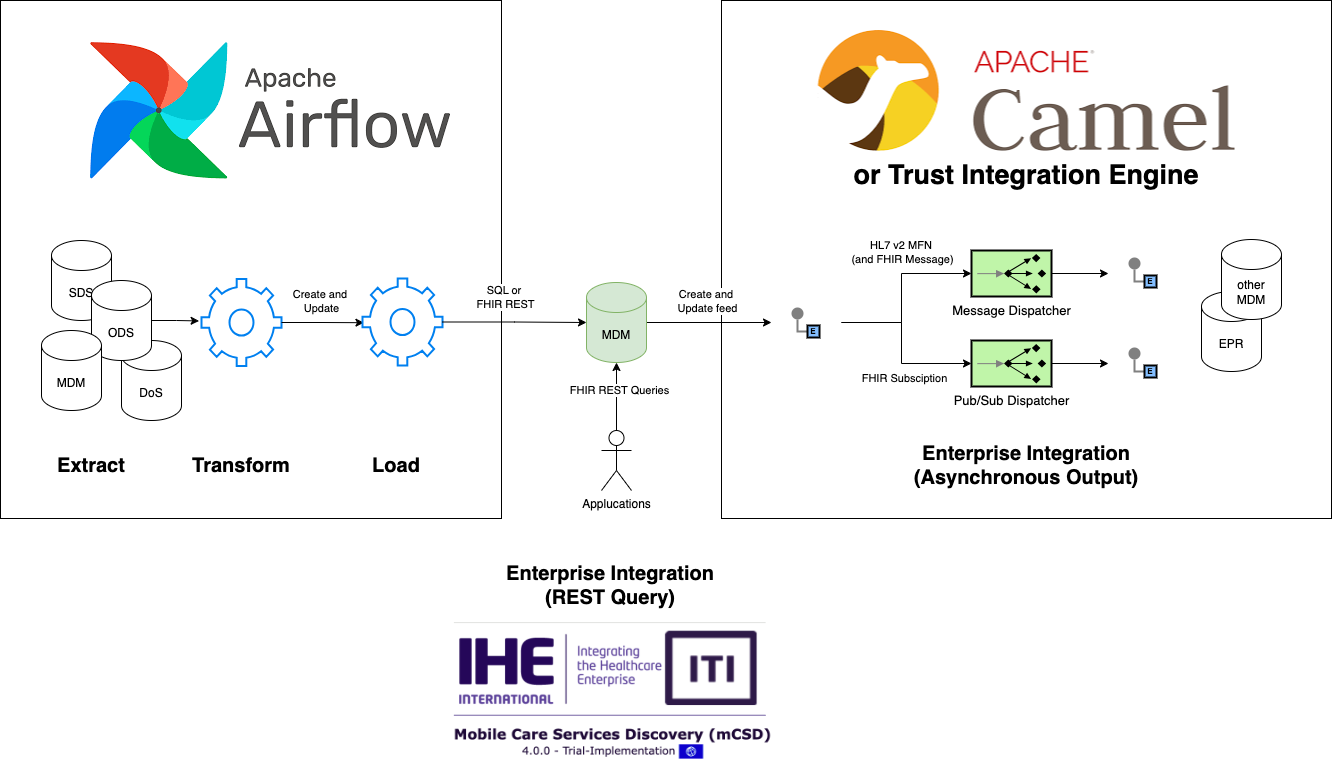 Apache
Airflow
APACHE
Camel
or Trust Integration Engine
SDS
ODS
MDM
DoS
Create and
Update
SQL or
FHIR REST
MDM
Create and
Update feed
E
HL7 v2 MFN
(and FHIR Message)
Message Dispatcher
E
FHIR Subsciption
Pub/Sub Dispatcher
E
other
MDM
EPR
FHIR REST Queries
Applucations
Extract
Transform
Load
Enterprise Integration
(Asynchronous Output)
Enterprise Integration
(REST Query)
IHE
INTERNATIONAL
Integrating
the Healthcare
Enterprise
ITI
Mobile Care Services Discovery (mCSD)
4.0.0 - Trial-Implementation